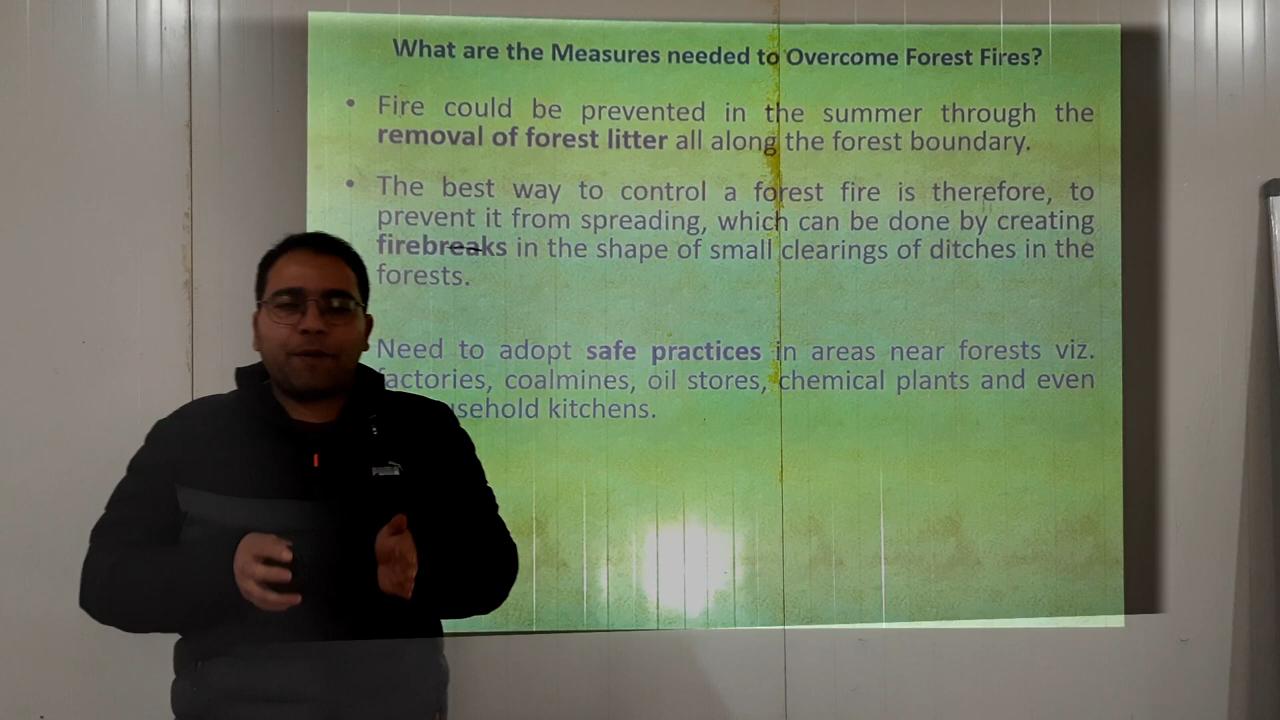 What are the Measures needed to Overcome Forest Fires?
• Fire could be prevented in the summer through the
removal of forest litter all along the forest boundary.
• The best way to control a forest fire is therefore, to
prevent it from spreading, which can be done by creating
firebreaks in the shape of small clearings of ditches in the
forests.
Need to adopt safe practices in areas near forests viz.
factories, coalmines, oil stores, chemical plants and even
kitchens.